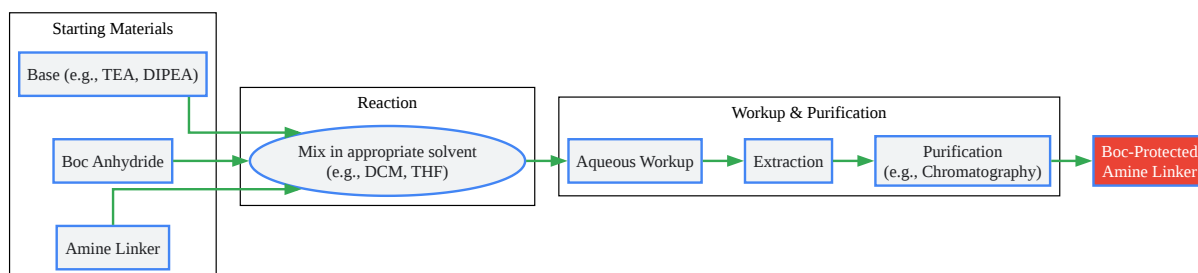 Starting Materials
Base (e.g., TEA, DIPEA)
Boc Anhydride
Amine Linker
Reaction
Mix in appropriate solvent
(e.g., DCM, THF)
Workup & Purification
Aqueous Workup
Extraction
Purification
(e.g., Chromatography)
Boc-Protected
Amine Linker